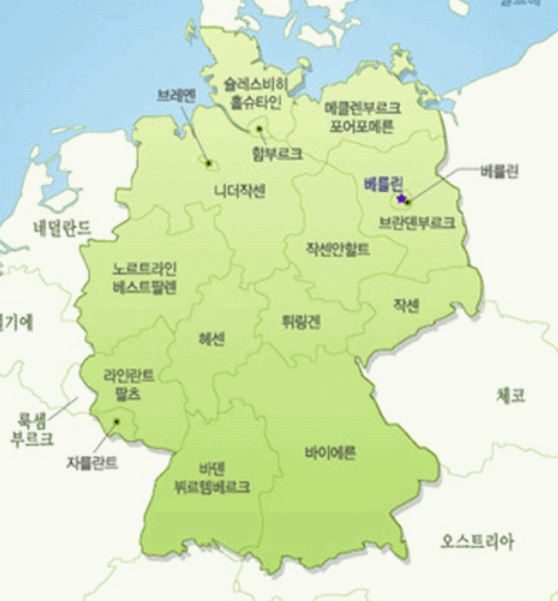 슐레스비히
홀슈타인
브레멘
메클렌부르크
포어포메른
함부르크
베를린
베를린
니더작센
브란덴부르크
네덜란드
작센안할트
노르트라인
베스트팔렌
작센
튀링겐
헤센
라인란트
팔츠
체코
룩셈
부르크
자를란트
바이에른
바덴
뷔르템베르크
오스트리아